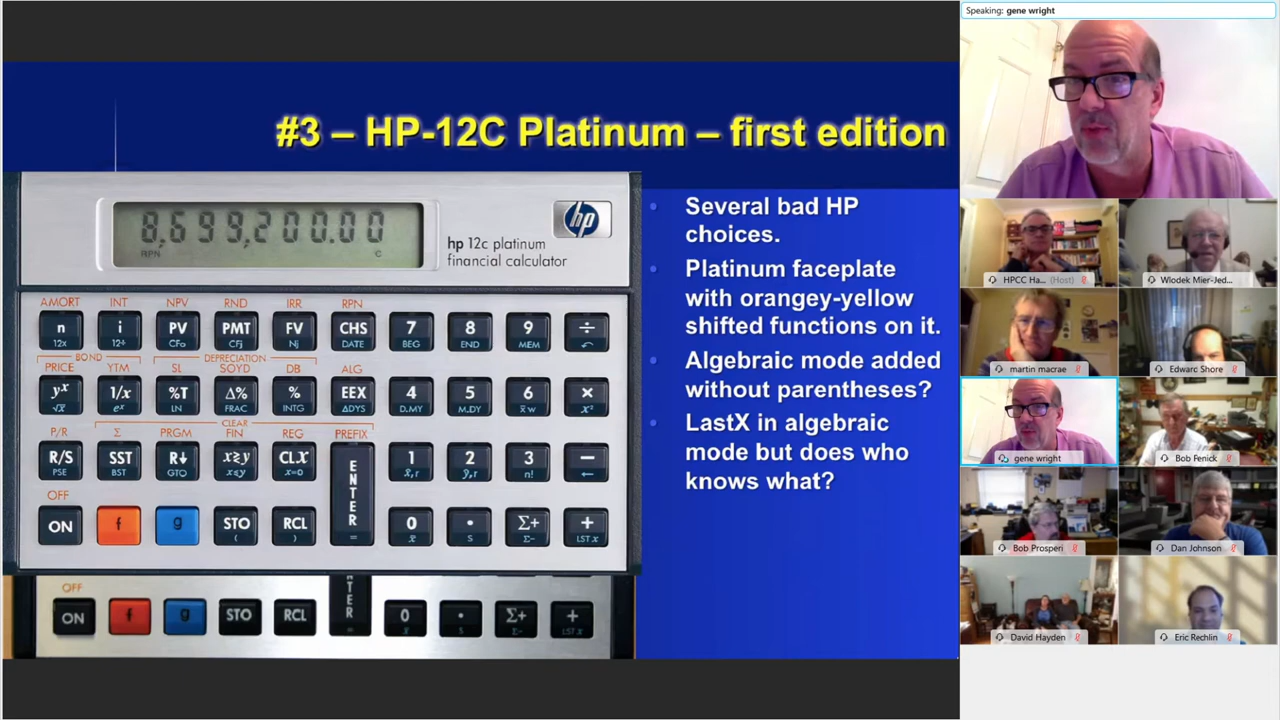 Speaking: gene wright
#3 – HP-12C Platinum – first edition
8,699,200.00
RPN C
hp
hp 12c platinum
financial calculator
AMORT INT NPV RND IRR RPN
n i PV PMT FV CHS 7 8 9 ÷
12x 12÷ CFo CFj Nj DATE BEG END MEM
BOND DEPRECIATION
PRICE YTM SL SOYD DB ALG
yˣ 1/x %T Δ% % EEX 4 5 6 ×
√x eˣ LN FRAC INTG ΔDYS D.MY M.DY x̄w x²
CLEAR
P/R Σ PRGM FIN REG PREFIX
R/S SST R↓ x≷y CLX ENTER 1 2 3 −
PSE BST GTO x≤y x=0 = x̂,r ŷ,r n! ←
OFF
ON f g STO RCL 0 • Σ+ +
( ) x̄ S Σ− LST x
OFF
ON f g STO RCL NTER 0 • Σ+ +
= x̄ S Σ− LST x
• Several bad HP
choices.
• Platinum faceplate
with orangey-yellow
shifted functions on it.
• Algebraic mode added
without parentheses?
• LastX in algebraic
mode but does who
knows what?
HPCC Ha... (Host)
Wlodek Mier-Jed...
martin macrae
Edward Shore
gene wright
Bob Fenick
Bob Prosperi
Dan Johnson
David Hayden
Eric Rechlin